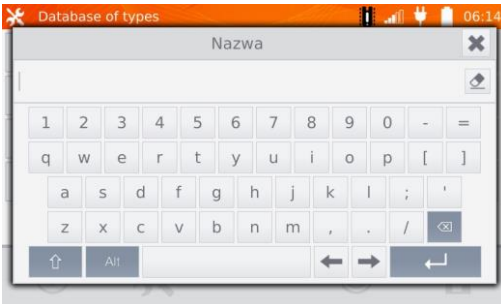 Database of types 06:14
Nazwa
1 2 3 4 5 6 7 8 9 0 - =
q w e r t y u i o p [ ]
a s d f g h j k l ; '
z x c v b n m , . /
Alt